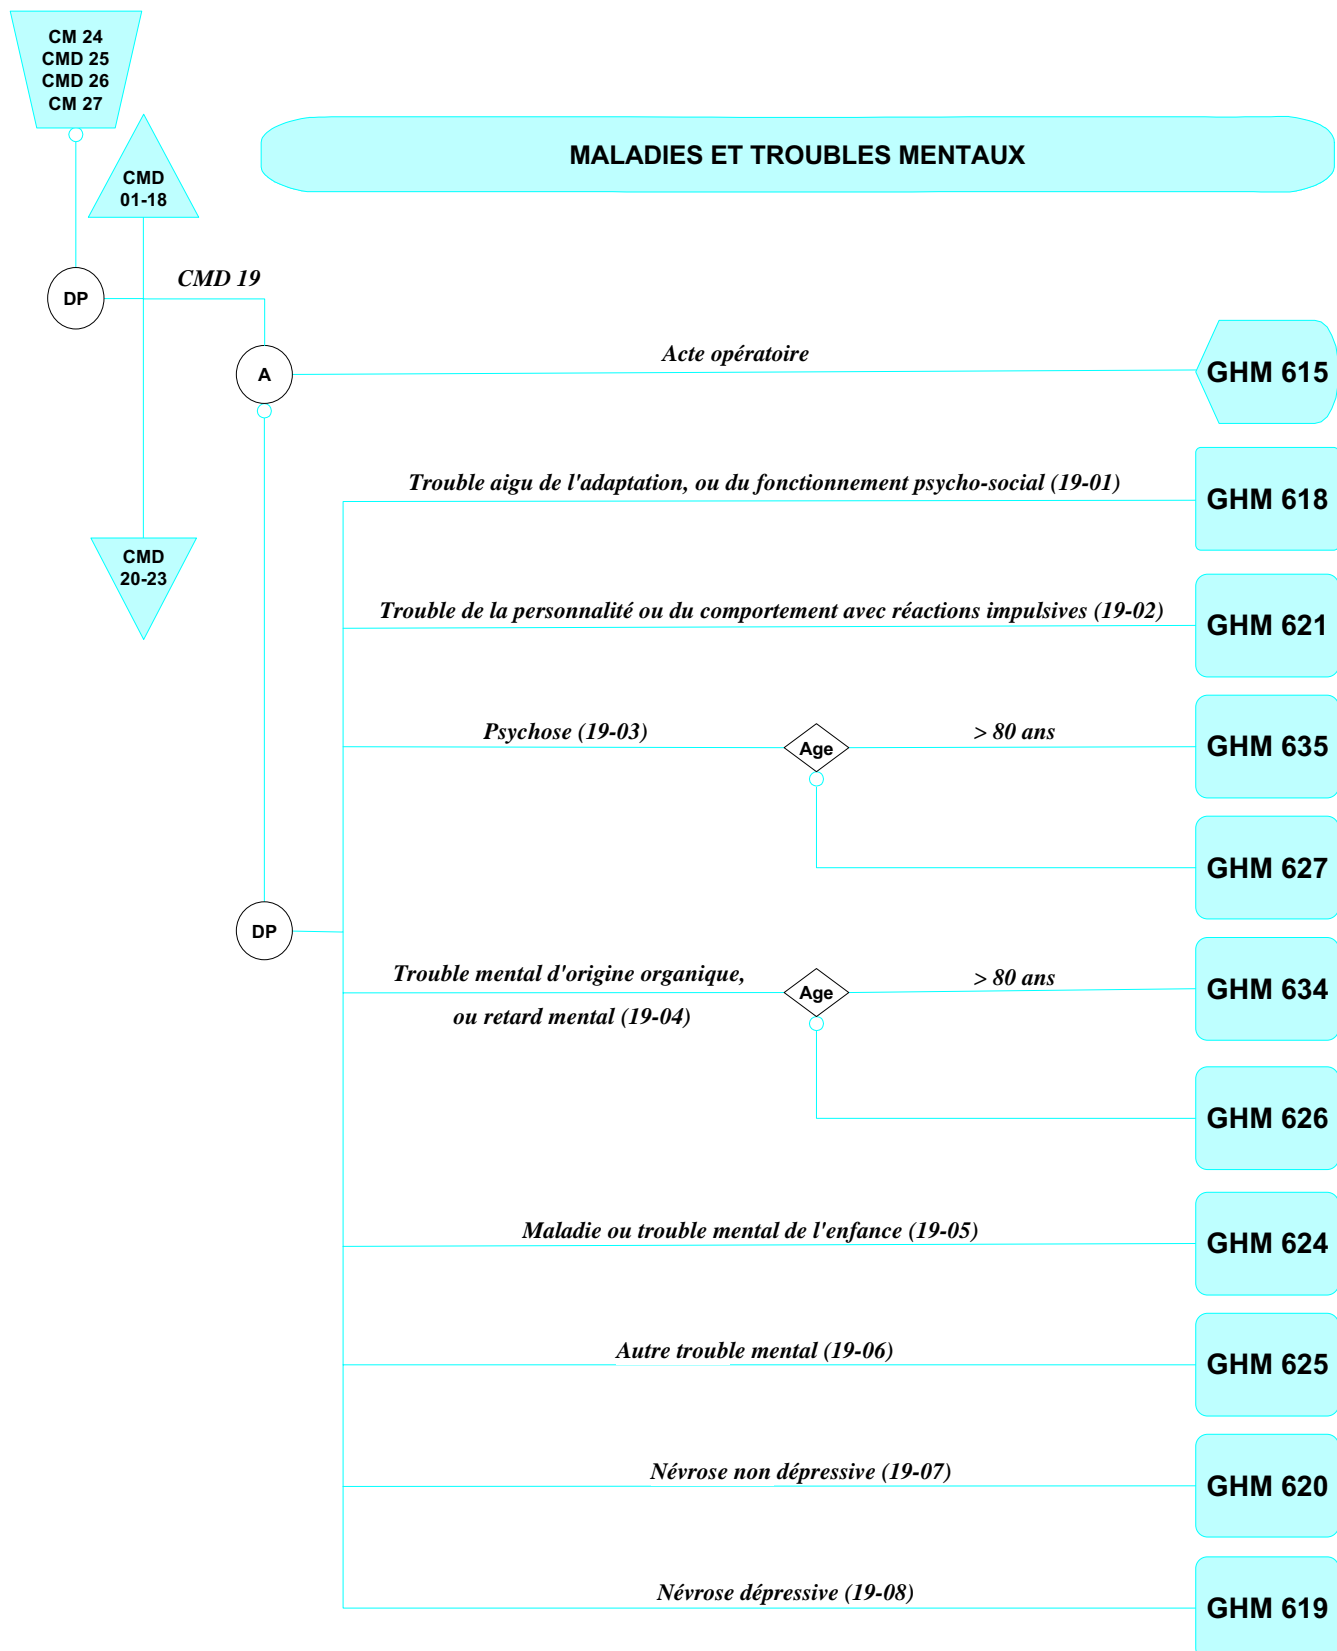 CM 24
CMD 25
CMD 26
CM 27
MALADIES ET TROUBLES MENTAUX
CMD
01-18
CMD 19
DP
Acte opératoire
A
GHM 615
Trouble aigu de l'adaptation, ou du fonctionnement psycho-social (19-01)
GHM 618
CMD
20-23
Trouble de la personnalité ou du comportement avec réactions impulsives (19-02)
GHM 621
Psychose (19-03)
Age
> 80 ans
GHM 635
GHM 627
DP
Trouble mental d'origine organique,
ou retard mental (19-04)
Age
> 80 ans
GHM 634
GHM 626
Maladie ou trouble mental de l'enfance (19-05)
GHM 624
Autre trouble mental (19-06)
GHM 625
Névrose non dépressive (19-07)
GHM 620
Névrose dépressive (19-08)
GHM 619